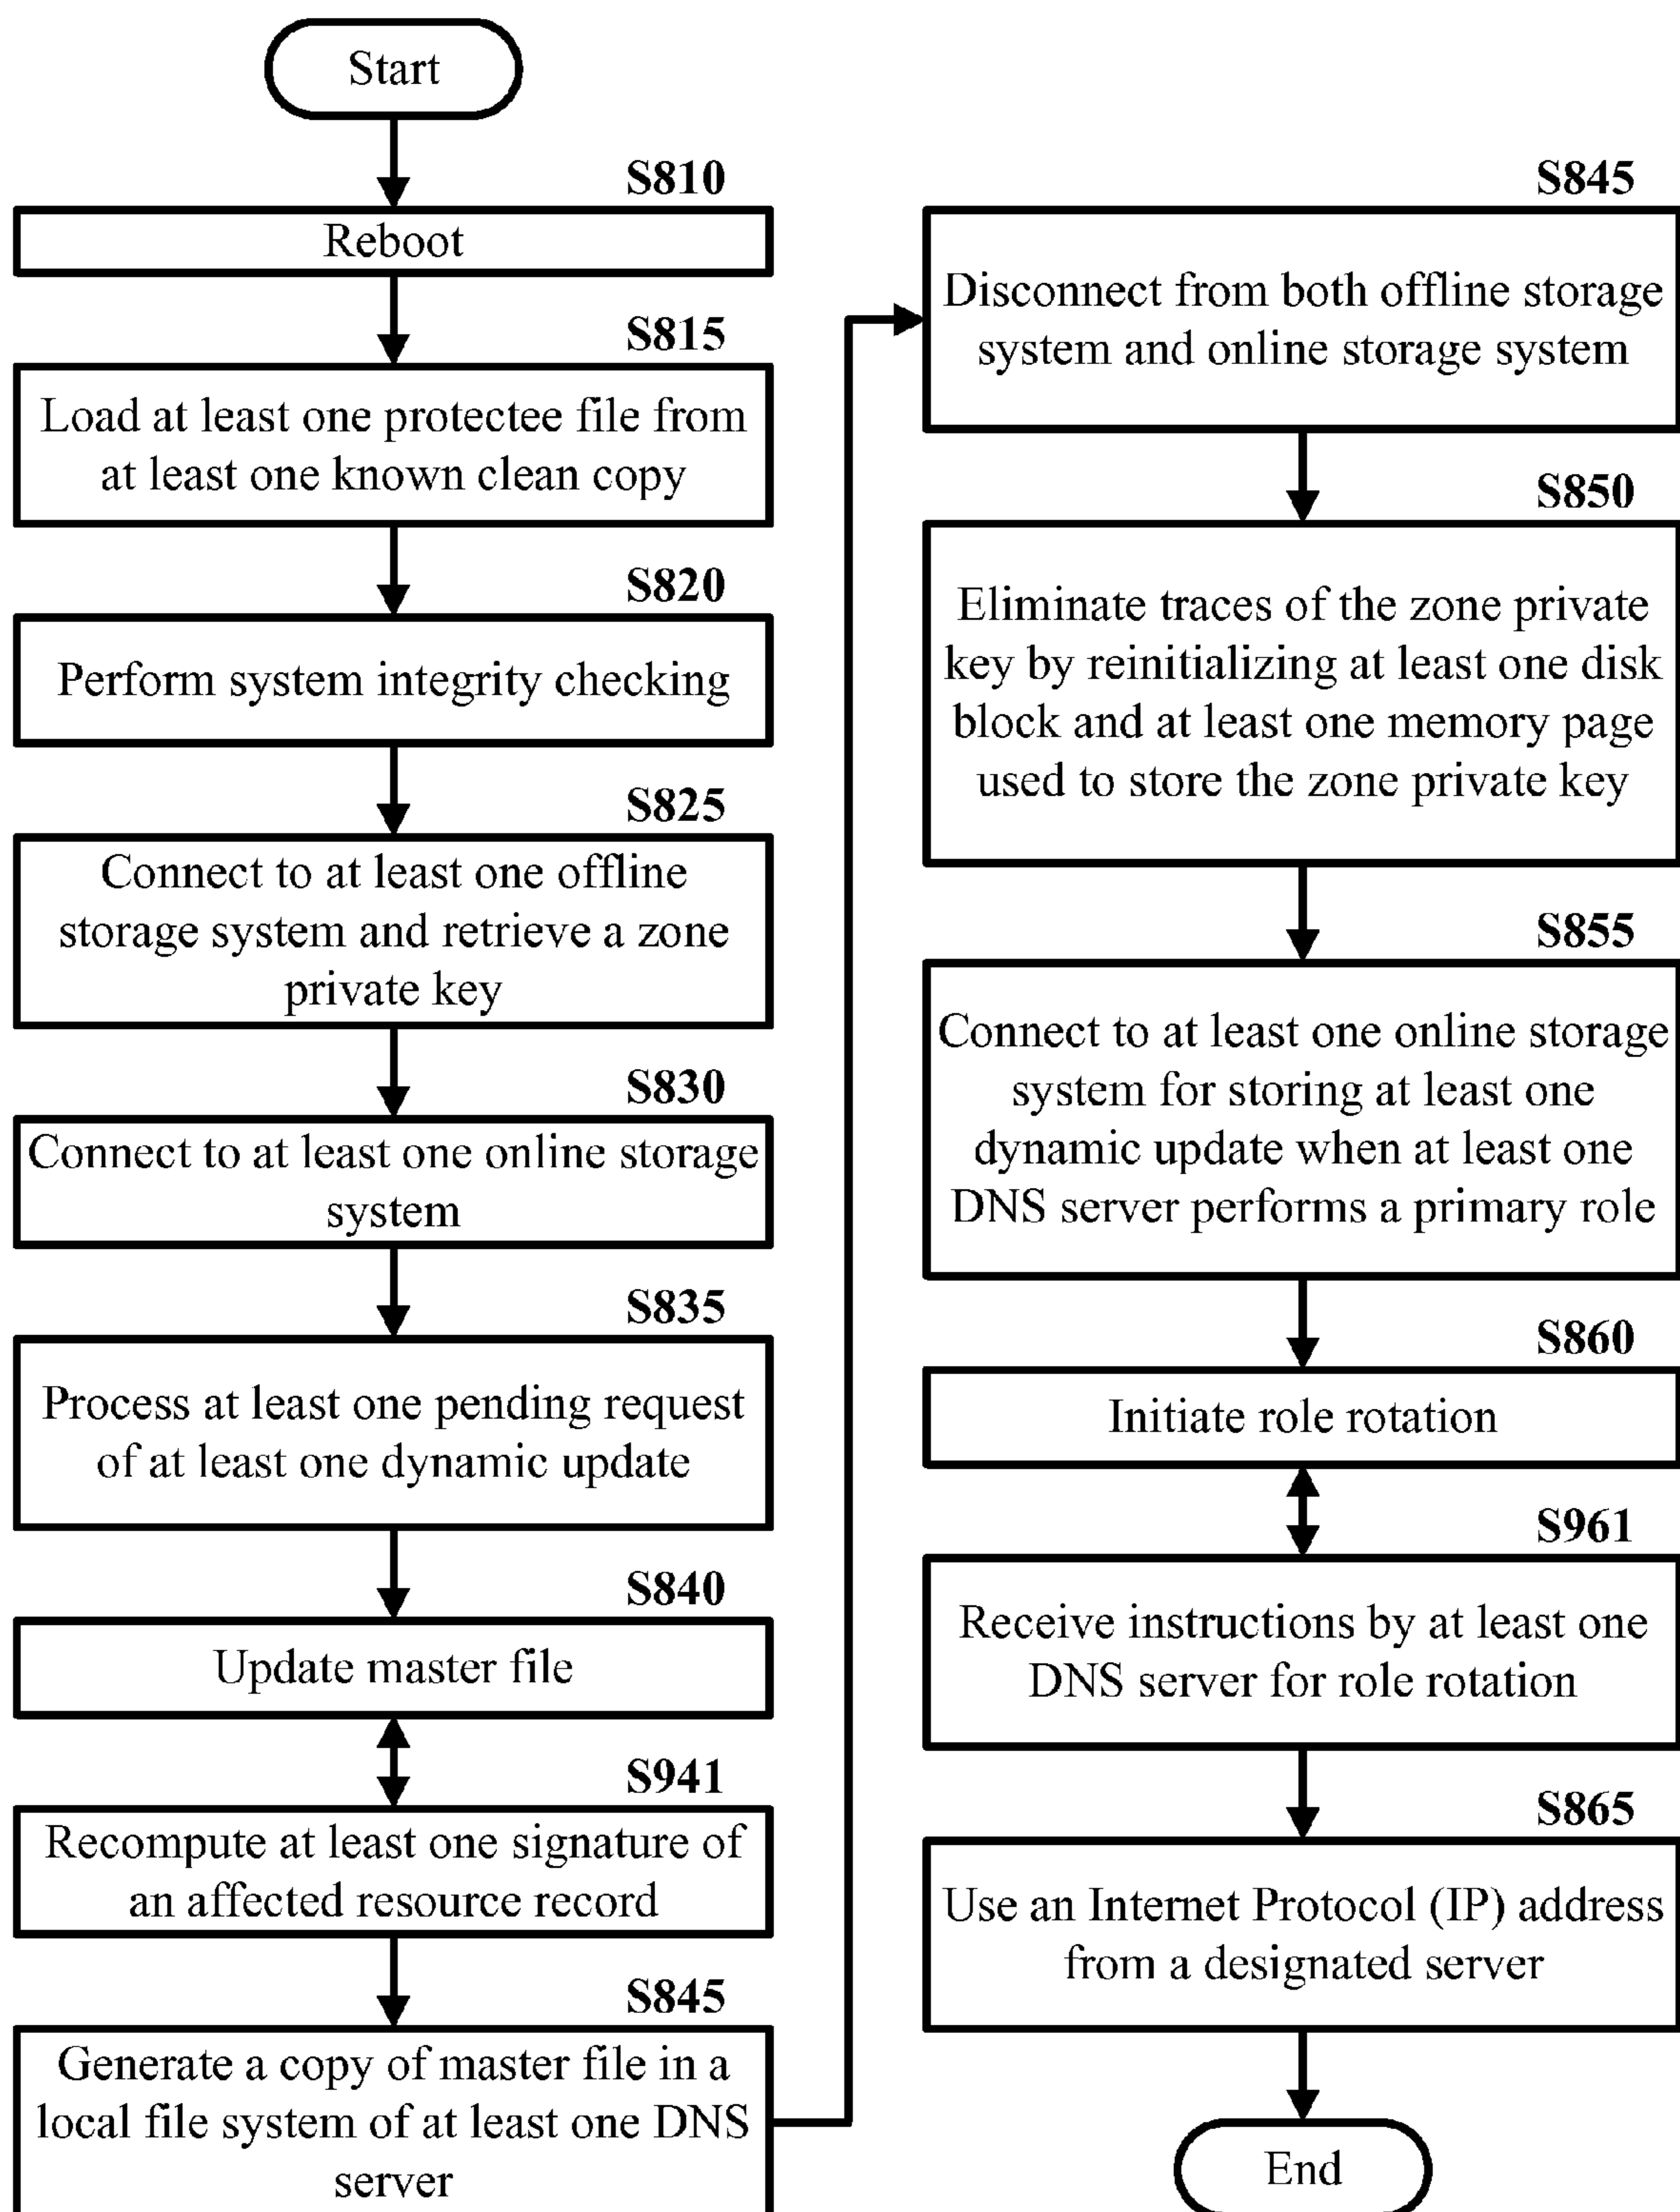 Start
S810
Reboot
S815
Load at least one protectee file from
at least one known clean copy
S820
Perform system integrity checking
S825
Connect to at least one offline
storage system and retrieve a zone
private key
S830
Connect to at least one online storage
system
S835
Process at least one pending request
of at least one dynamic update
S840
Update master file
S941
Recompute at least one signature of
an affected resource record
S845
Generate a copy of master file in a
local file system of at least one DNS
server
S845
Disconnect from both offline storage
system and online storage system
S850
Eliminate traces of the zone private
key by reinitializing at least one disk
block and at least one memory page
used to store the zone private key
S855
Connect to at least one online storage
system for storing at least one
dynamic update when at least one
DNS server performs a primary role
S860
Initiate role rotation
S961
Receive instructions by at least one
DNS server for role rotation
S865
Use an Internet Protocol (IP) address
from a designated server
End